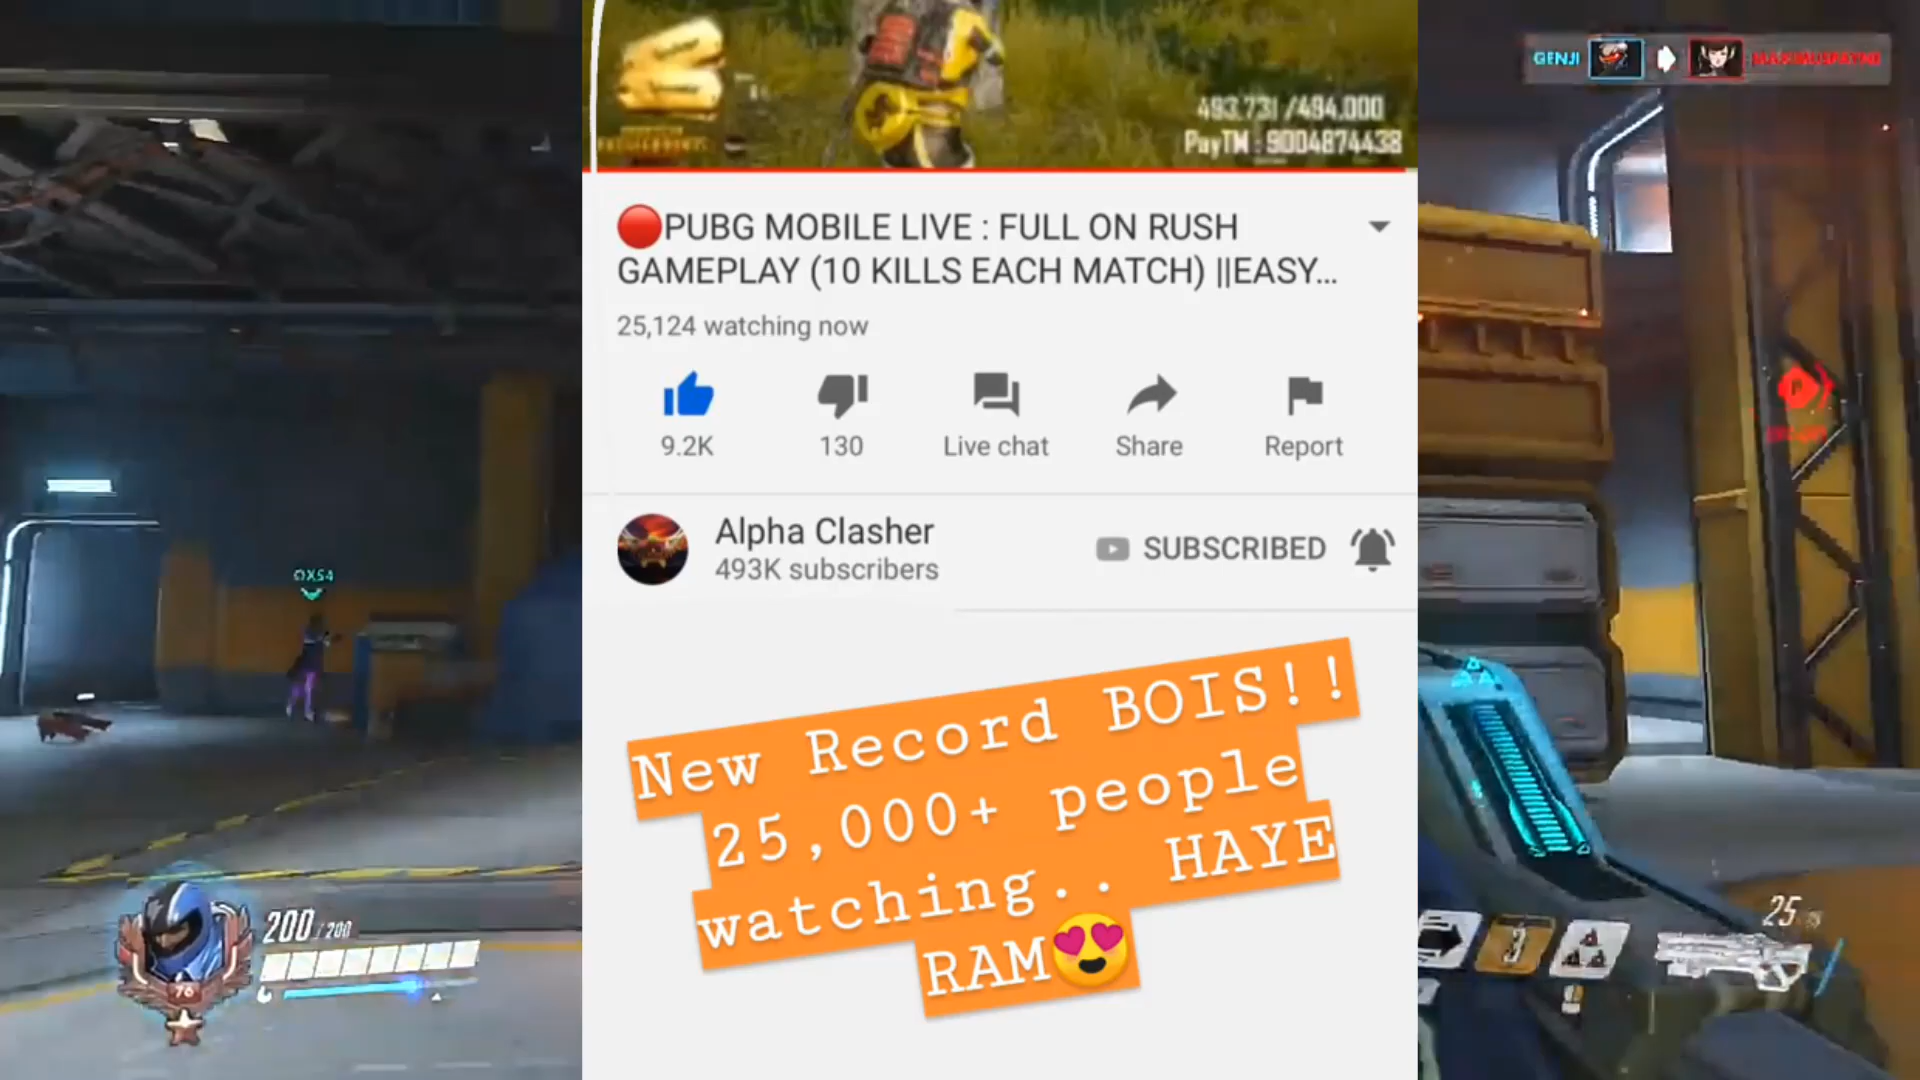 GENJI
493.731 /494.000
PayTM : 9004874438
PUBG MOBILE LIVE : FULL ON RUSH
GAMEPLAY (10 KILLS EACH MATCH) ||EASY...
25,124 watching now
9.2K
130
Live chat
Share
Report
Alpha Clasher
493K subscribers
SUBSCRIBED
New Record BOIS!!
25,000+ people
watching.. HAYE
RAM😍
200/200
76
25